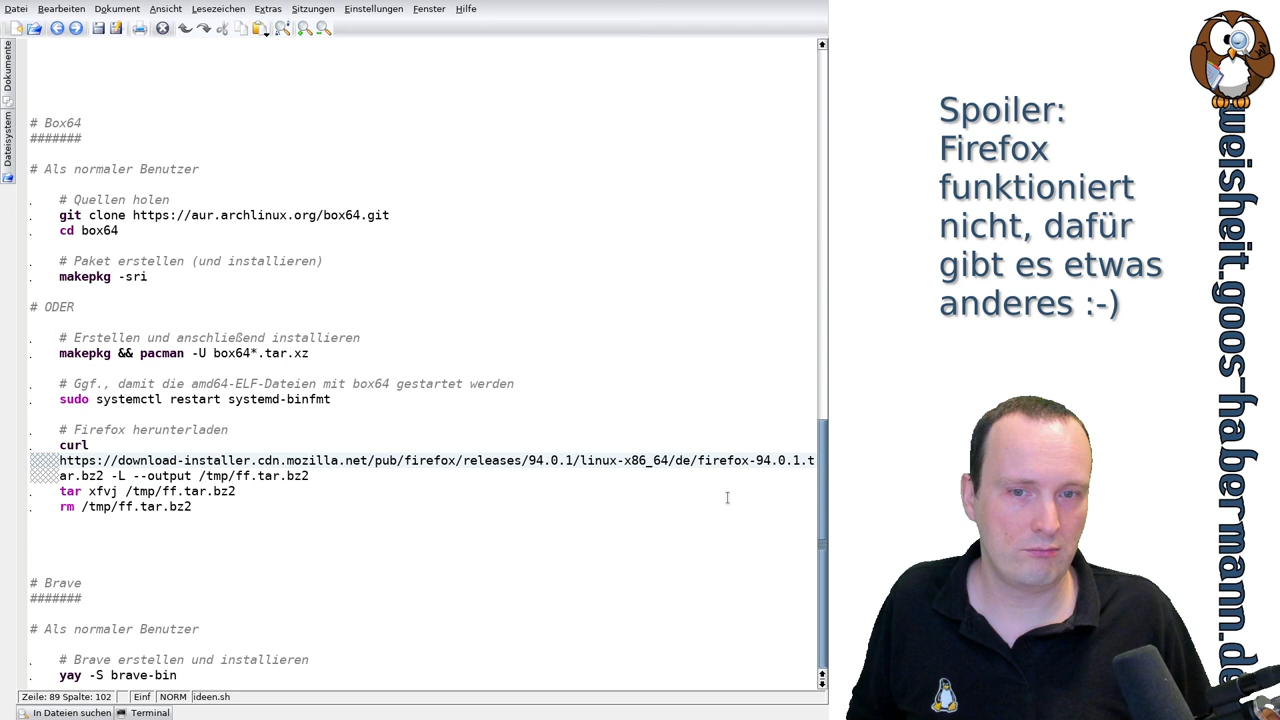 Datei Bearbeiten Dokument Ansicht Lesezeichen Extras Sitzungen Einstellungen Fenster Hilfe
Dokumente
Dateisystem
# Box64
#######
# Als normaler Benutzer
# Quellen holen
git clone https://aur.archlinux.org/box64.git
cd box64
# Paket erstellen (und installieren)
makepkg -sri
# ODER
# Erstellen und anschließend installieren
makepkg && pacman -U box64*.tar.xz
# Ggf., damit die amd64-ELF-Dateien mit box64 gestartet werden
sudo systemctl restart systemd-binfmt
# Firefox herunterladen
curl
https://download-installer.cdn.mozilla.net/pub/firefox/releases/94.0.1/linux-x86_64/de/firefox-94.0.1.t
ar.bz2 -L --output /tmp/ff.tar.bz2
tar xfvj /tmp/ff.tar.bz2
rm /tmp/ff.tar.bz2
# Brave
#######
# Als normaler Benutzer
# Brave erstellen und installieren
yay -S brave-bin
Zeile: 89 Spalte: 102 Einf NORM ideen.sh
In Dateien suchen Terminal
Spoiler:
Firefox
funktioniert
nicht, dafür
gibt es etwas
anderes :-)
weisheit.goos-habermann.de